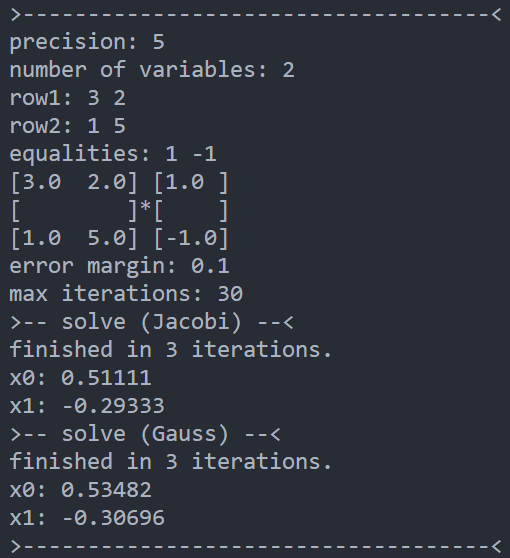 >-------------------------------------<
precision: 5
number of variables: 2
row1: 3 2
row2: 1 5
equalities: 1 -1
[3.0  2.0] [1.0 ]
[         ]*[    ]
[1.0  5.0] [-1.0]
error margin: 0.1
max iterations: 30
>-- solve (Jacobi) --<
finished in 3 iterations.
x0: 0.51111
x1: -0.29333
>-- solve (Gauss) --<
finished in 3 iterations.
x0: 0.53482
x1: -0.30696
>-------------------------------------<